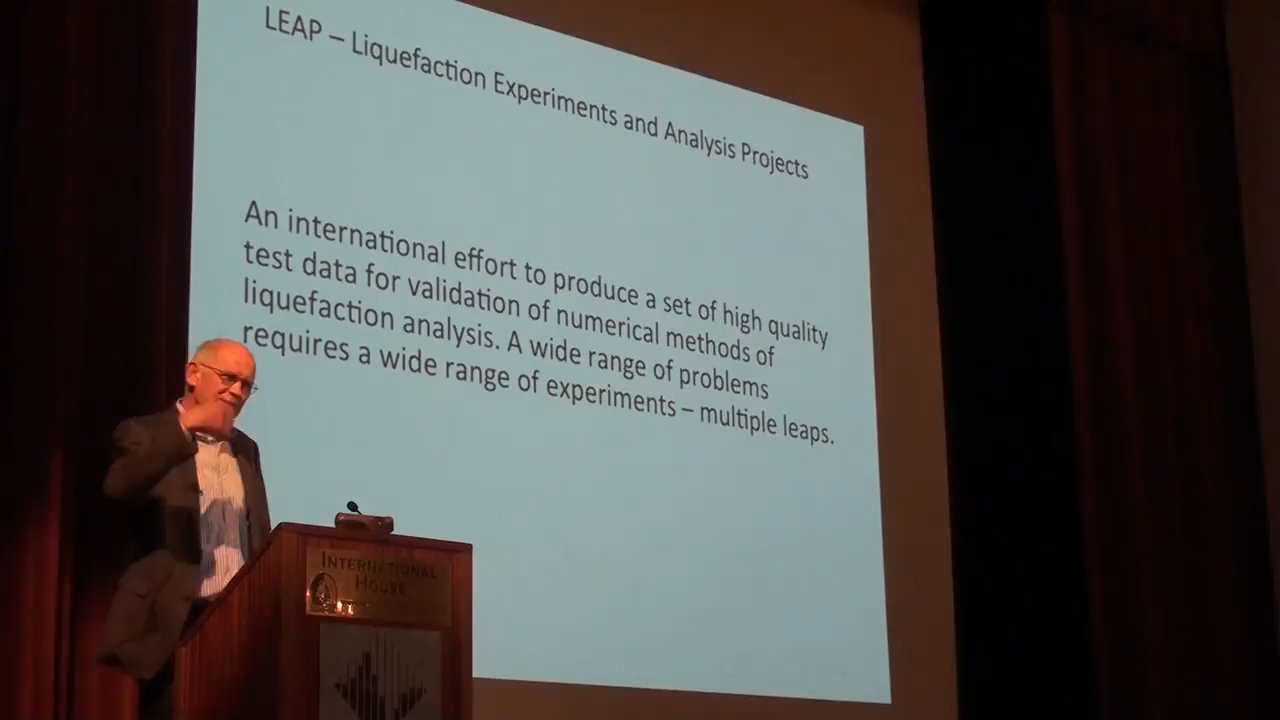 LEAP – Liquefaction Experiments and Analysis Projects
An international effort to produce a set of high quality
test data for validation of numerical methods of
liquefaction analysis. A wide range of problems
requires a wide range of experiments – multiple leaps.
INTERNATIONAL
HOUSE